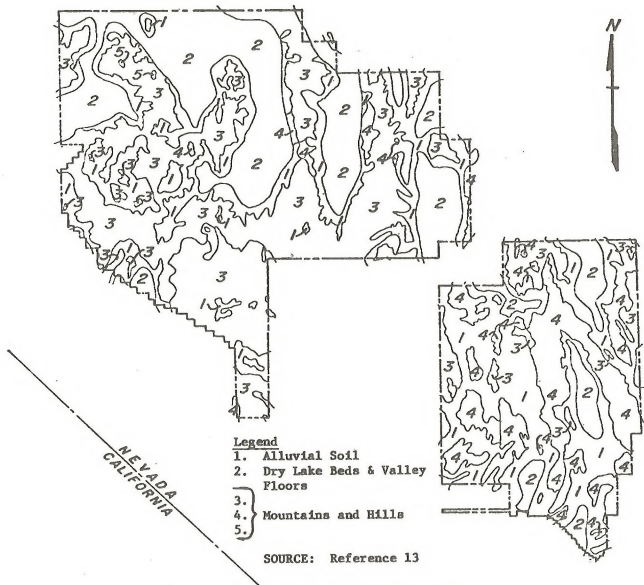 N
NEVADA
CALIFORNIA
Legend
1. Alluvial Soil
2. Dry Lake Beds & Valley
Floors
3.
4. Mountains and Hills
5.
SOURCE: Reference 13